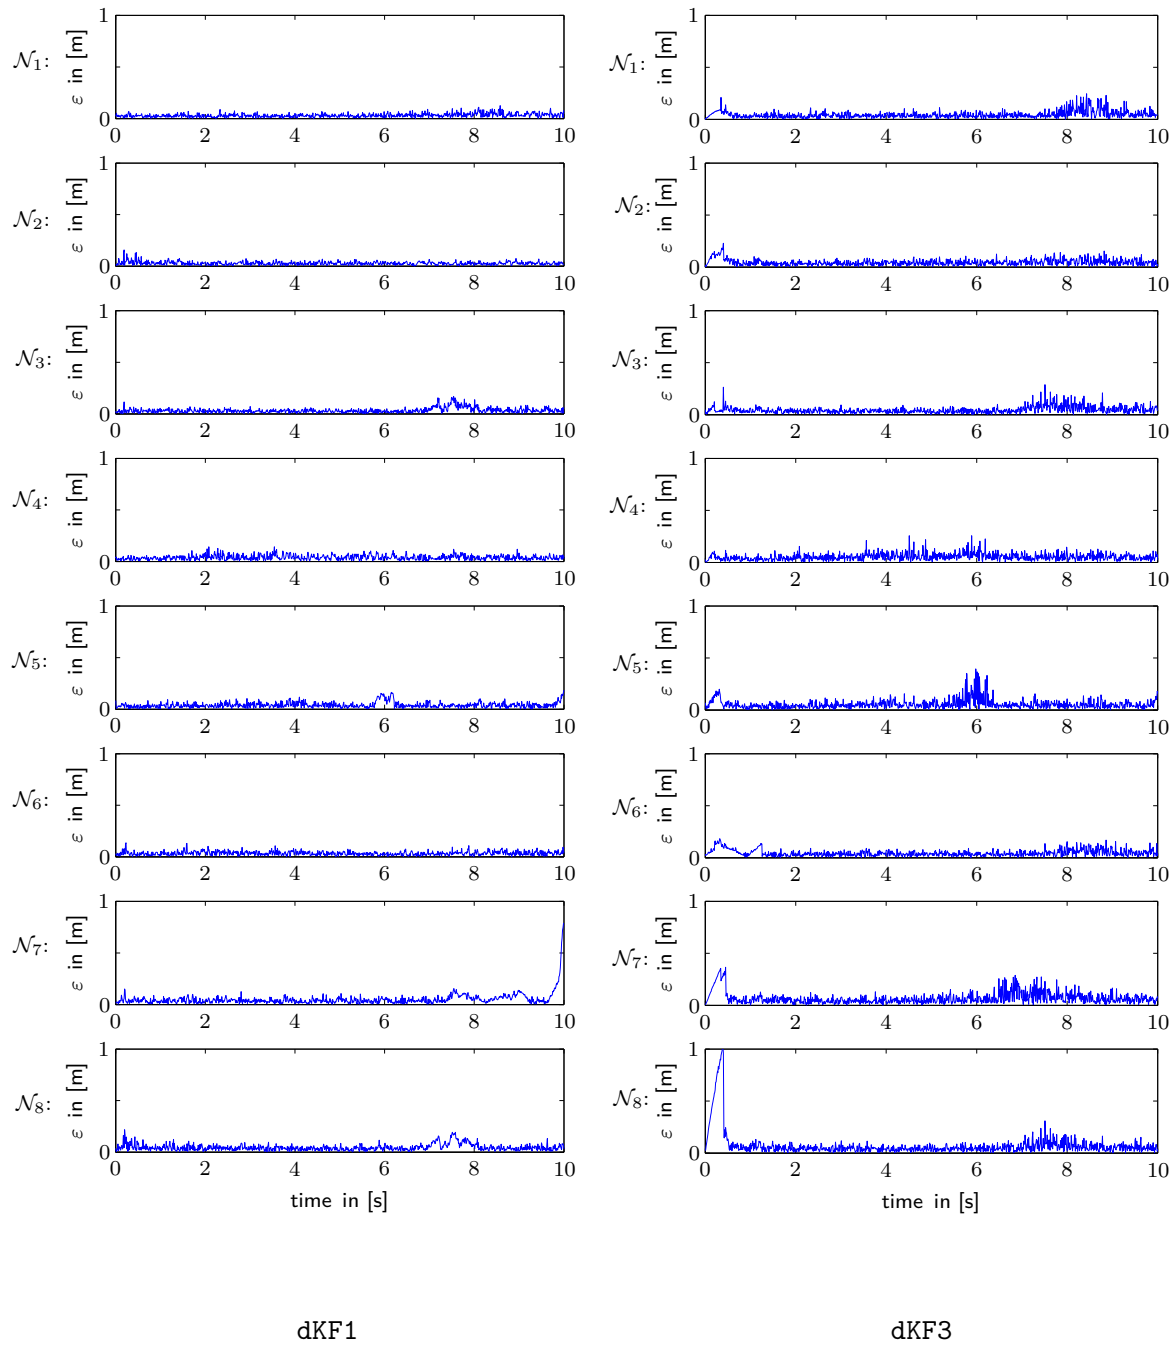 1 1
𝒩₁: ε in [m] 𝒩₁: ε in [m]
0 0
0 2 4 6 8 10 0 2 4 6 8 10
1 1
𝒩₂: ε in [m] 𝒩₂: ε in [m]
0 0
0 2 4 6 8 10 0 2 4 6 8 10
1 1
𝒩₃: ε in [m] 𝒩₃: ε in [m]
0 0
0 2 4 6 8 10 0 2 4 6 8 10
1 1
𝒩₄: ε in [m] 𝒩₄: ε in [m]
0 0
0 2 4 6 8 10 0 2 4 6 8 10
1 1
𝒩₅: ε in [m] 𝒩₅: ε in [m]
0 0
0 2 4 6 8 10 0 2 4 6 8 10
1 1
𝒩₆: ε in [m] 𝒩₆: ε in [m]
0 0
0 2 4 6 8 10 0 2 4 6 8 10
1 1
𝒩₇: ε in [m] 𝒩₇: ε in [m]
0 0
0 2 4 6 8 10 0 2 4 6 8 10
1 1
𝒩₈: ε in [m] 𝒩₈: ε in [m]
0 0
0 2 4 6 8 10 0 2 4 6 8 10
time in [s] time in [s]
dKF1 dKF3